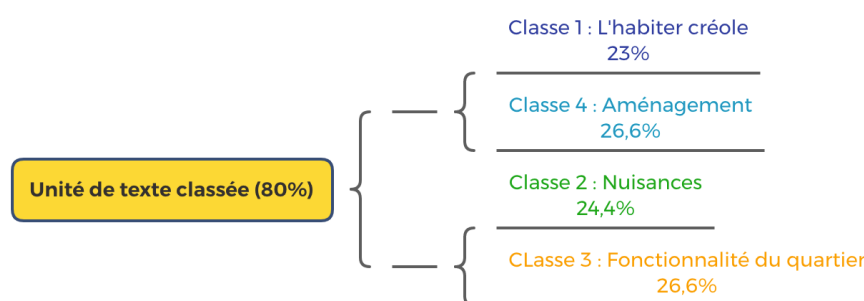 Classe 1 : L'habiter créole
23%
Classe 4 : Aménagement
26,6%
Unité de texte classée (80%)
Classe 2 : Nuisances
24,4%
CLasse 3 : Fonctionnalité du quartier
26,6%